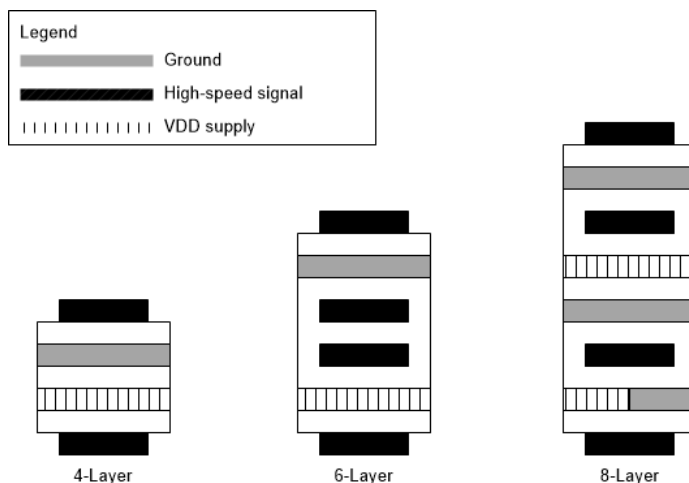 Legend
Ground
High-speed signal
VDD supply
4-Layer
6-Layer
8-Layer